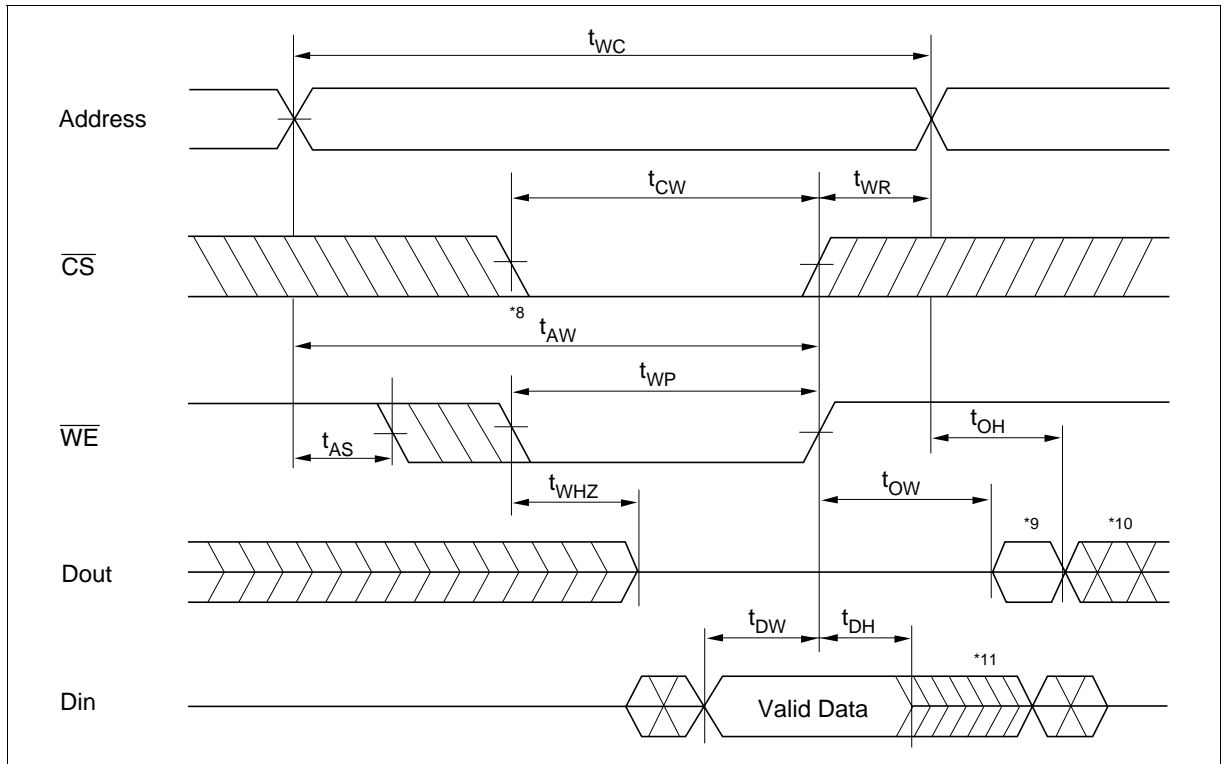 tWC
Address
tCW
tWR
CS
*8
tAW
tWP
WE
tAS
tOH
tWHZ
tOW
*9
*10
Dout
tDW
tDH
*11
Din
Valid Data